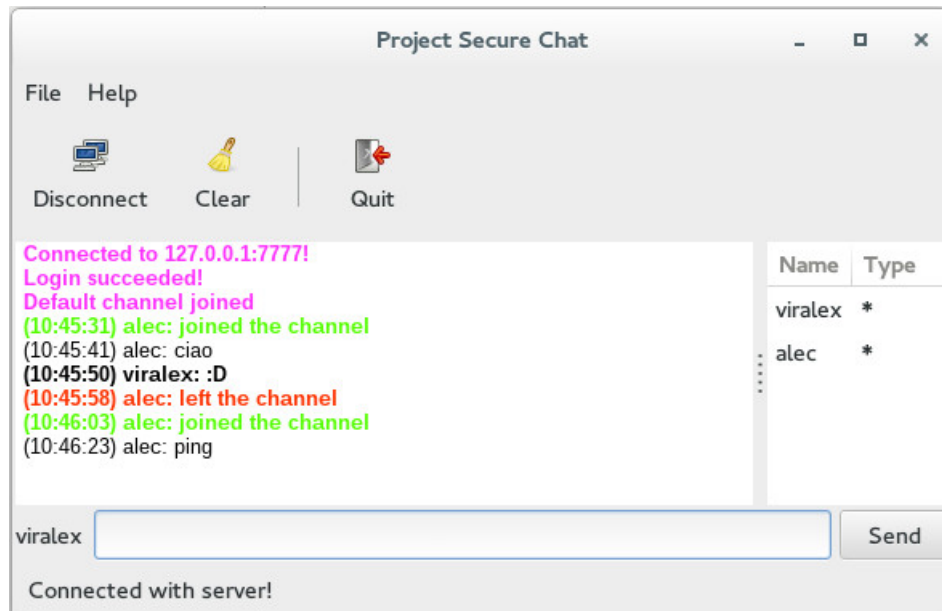 Project Secure Chat
File Help
Disconnect Clear Quit
Connected to 127.0.0.1:7777!
Login succeeded!
Default channel joined
(10:45:31) alec: joined the channel
(10:45:41) alec: ciao
(10:45:50) viralex: :D
(10:45:58) alec: left the channel
(10:46:03) alec: joined the channel
(10:46:23) alec: ping
Name Type
viralex *
alec *
viralex Send
Connected with server!